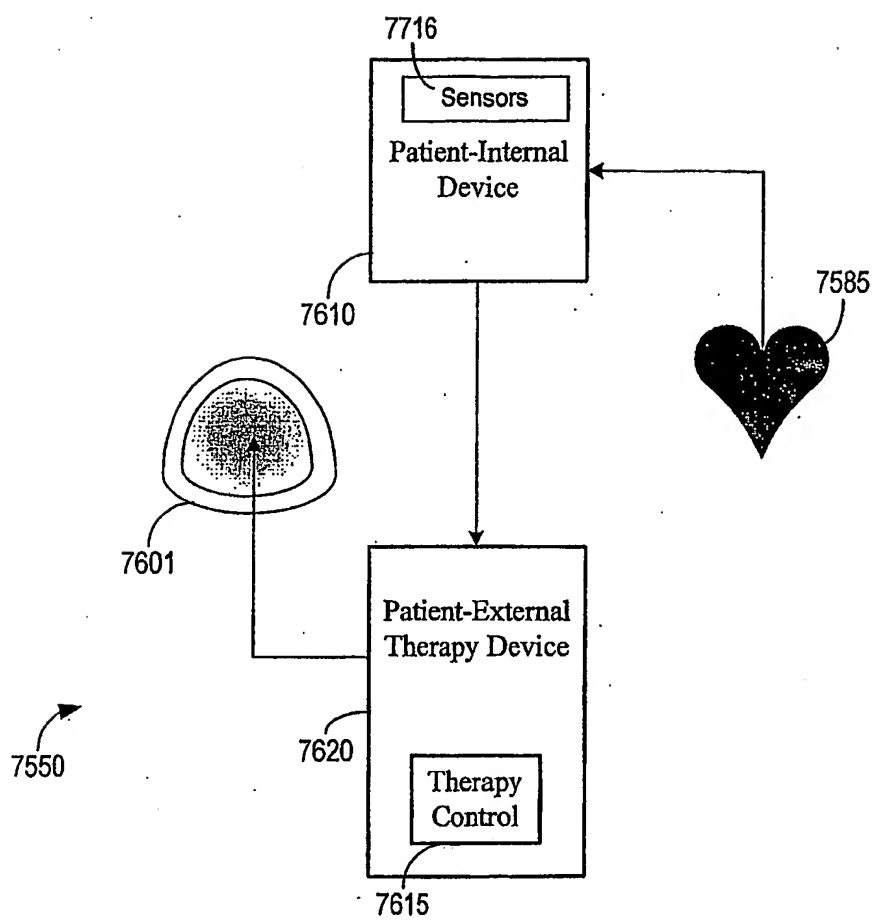 7716
Sensors
Patient-Internal
Device
7610
7585
7601
Patient-External
Therapy Device
7550
7620
Therapy
Control
7615